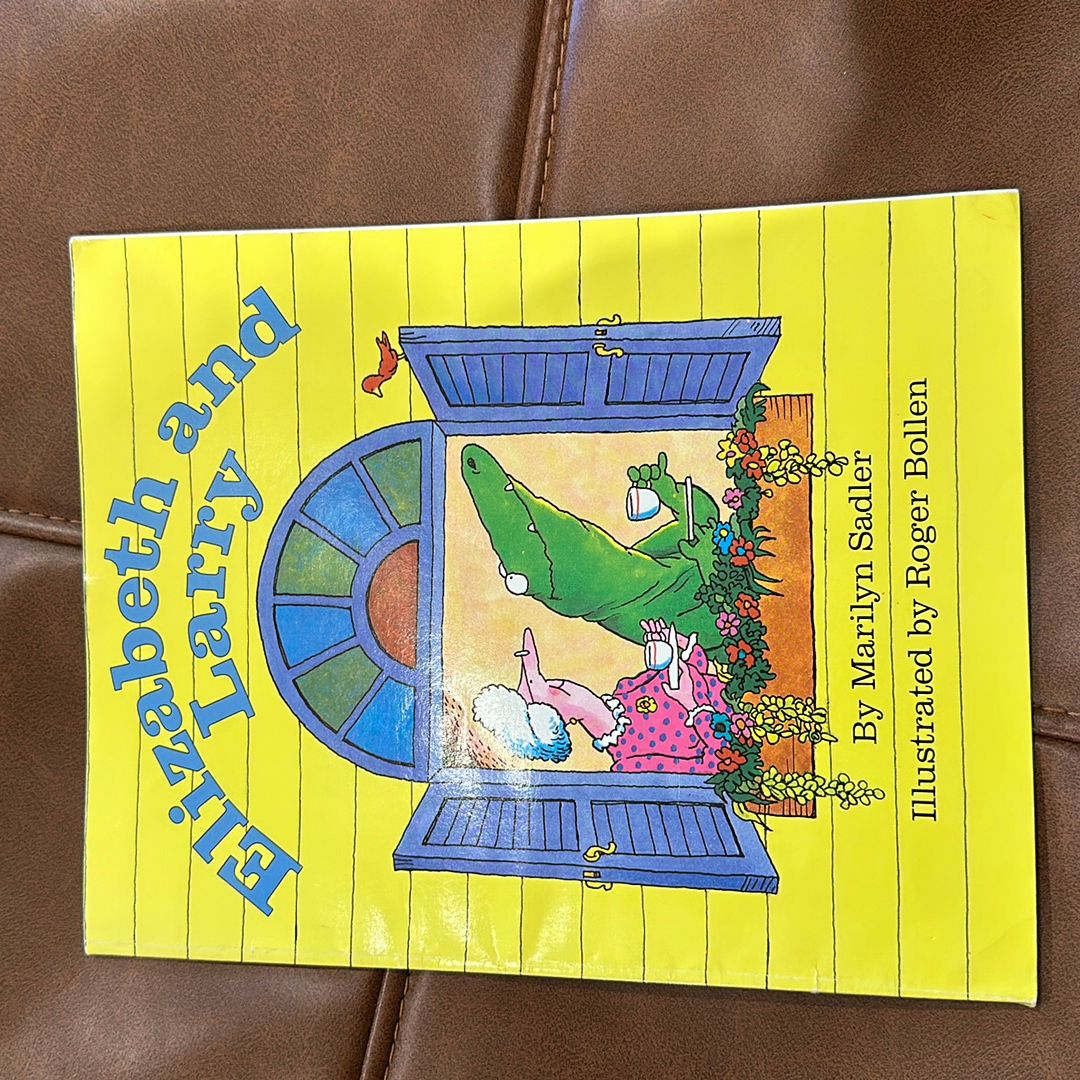 Elizabeth and
Larry
By Marilyn Sadler
Illustrated by Roger Bollen